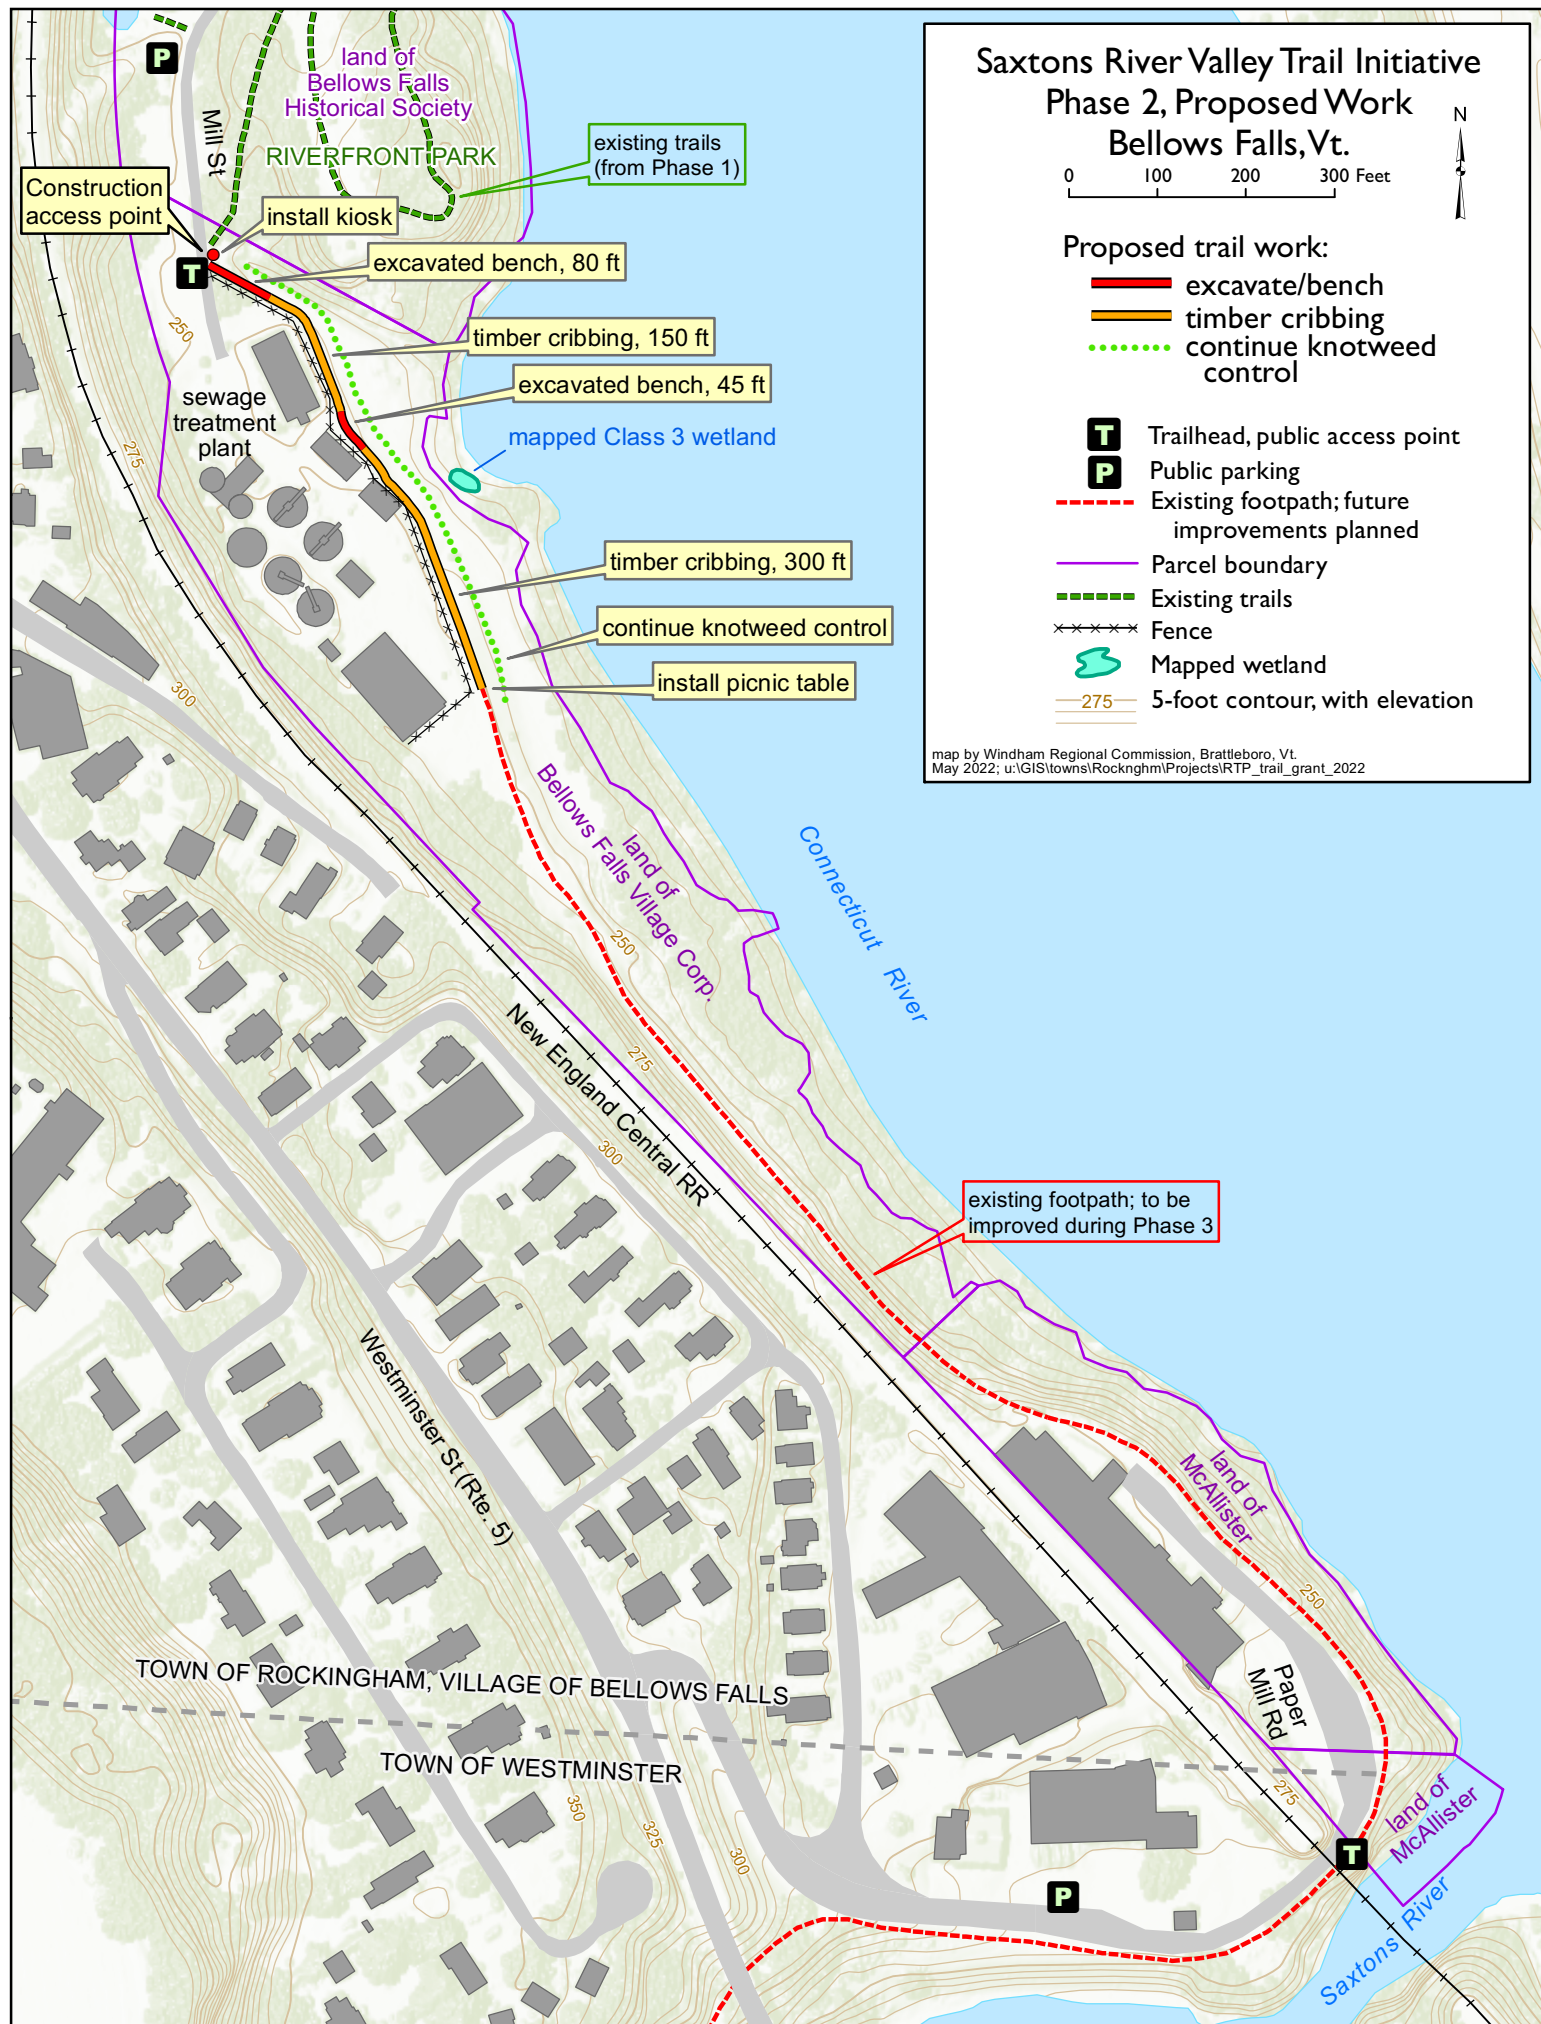 Saxtons River Valley Trail Initiative
Phase 2, Proposed Work
Bellows Falls, Vt.
N
0 100 200 300 Feet
Proposed trail work:
excavate/bench
timber cribbing
continue knotweed
control
T Trailhead, public access point
P Public parking
Existing footpath; future
improvements planned
Parcel boundary
Existing trails
Fence
Mapped wetland
275 5-foot contour, with elevation
map by Windham Regional Commission, Brattleboro, Vt.
May 2022; u:\GIS\towns\Rocknghm\Projects\RTP_trail_grant_2022
P
Mill St
land of
Bellows Falls
Historical Society
RIVERFRONT PARK
existing trails
(from Phase 1)
Construction
access point
install kiosk
T
excavated bench, 80 ft
250
timber cribbing, 150 ft
excavated bench, 45 ft
sewage
treatment
plant
mapped Class 3 wetland
275
timber cribbing, 300 ft
continue knotweed control
install picnic table
300
land of
Bellows Falls Village Corp.
Connecticut River
250
275
New England Central RR
300
existing footpath; to be
improved during Phase 3
Westminster St (Rte. 5)
land of
McAllister
250
Paper
Mill Rd
TOWN OF ROCKINGHAM, VILLAGE OF BELLOWS FALLS
TOWN OF WESTMINSTER
350
325
300
275
land of
McAllister
T
P
Saxtons River